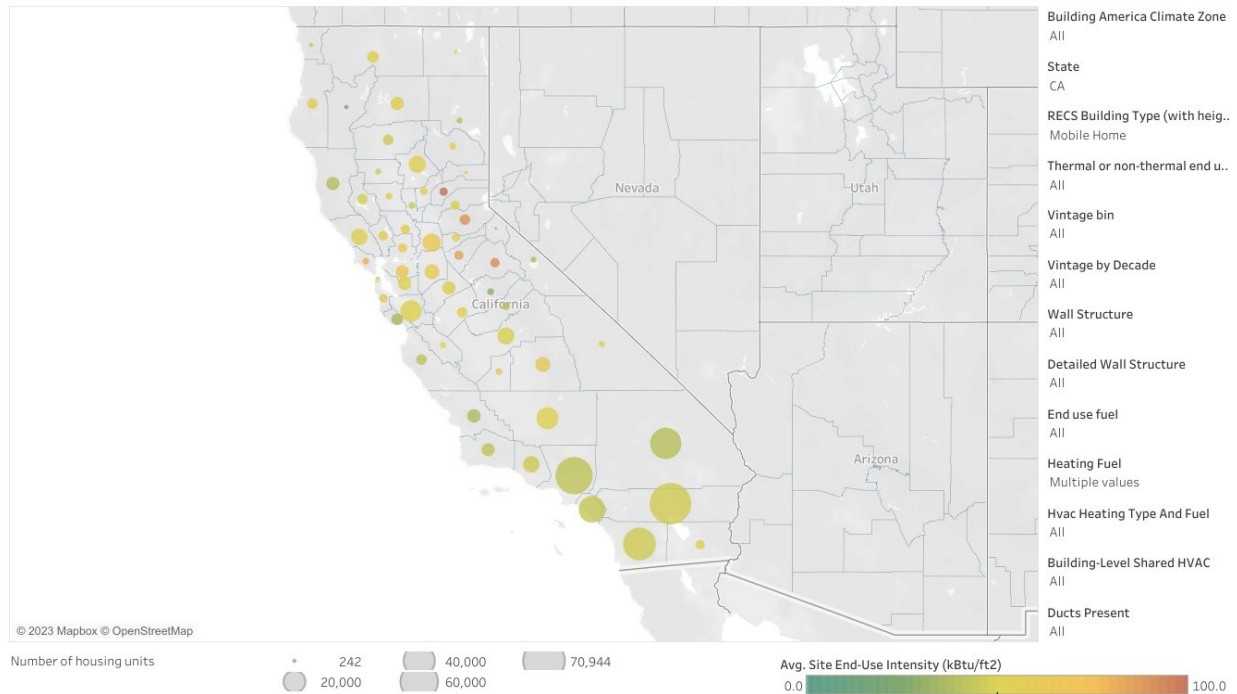 Building America Climate Zone
All
State
CA
RECS Building Type (with heig..
Mobile Home
Thermal or non-thermal end u..
All
Vintage bin
All
Vintage by Decade
All
Wall Structure
All
Detailed Wall Structure
All
End use fuel
All
Heating Fuel
Multiple values
Hvac Heating Type And Fuel
All
Building-Level Shared HVAC
All
Ducts Present
All
Nevada
Utah
California
Arizona
© 2023 Mapbox © OpenStreetMap
Number of housing units
242
40,000
70,944
20,000
60,000
Avg. Site End-Use Intensity (kBtu/ft2)
0.0
100.0